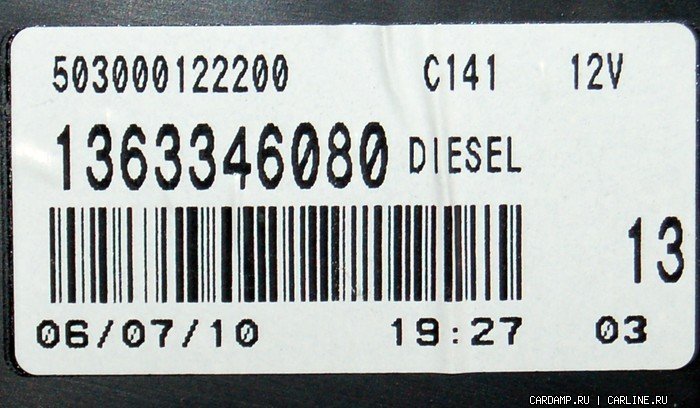 503000122200 C141 12V
1363346080 DIESEL
13
06/07/10 19:27 03
CARDAMP.RU | CARLINE.RU